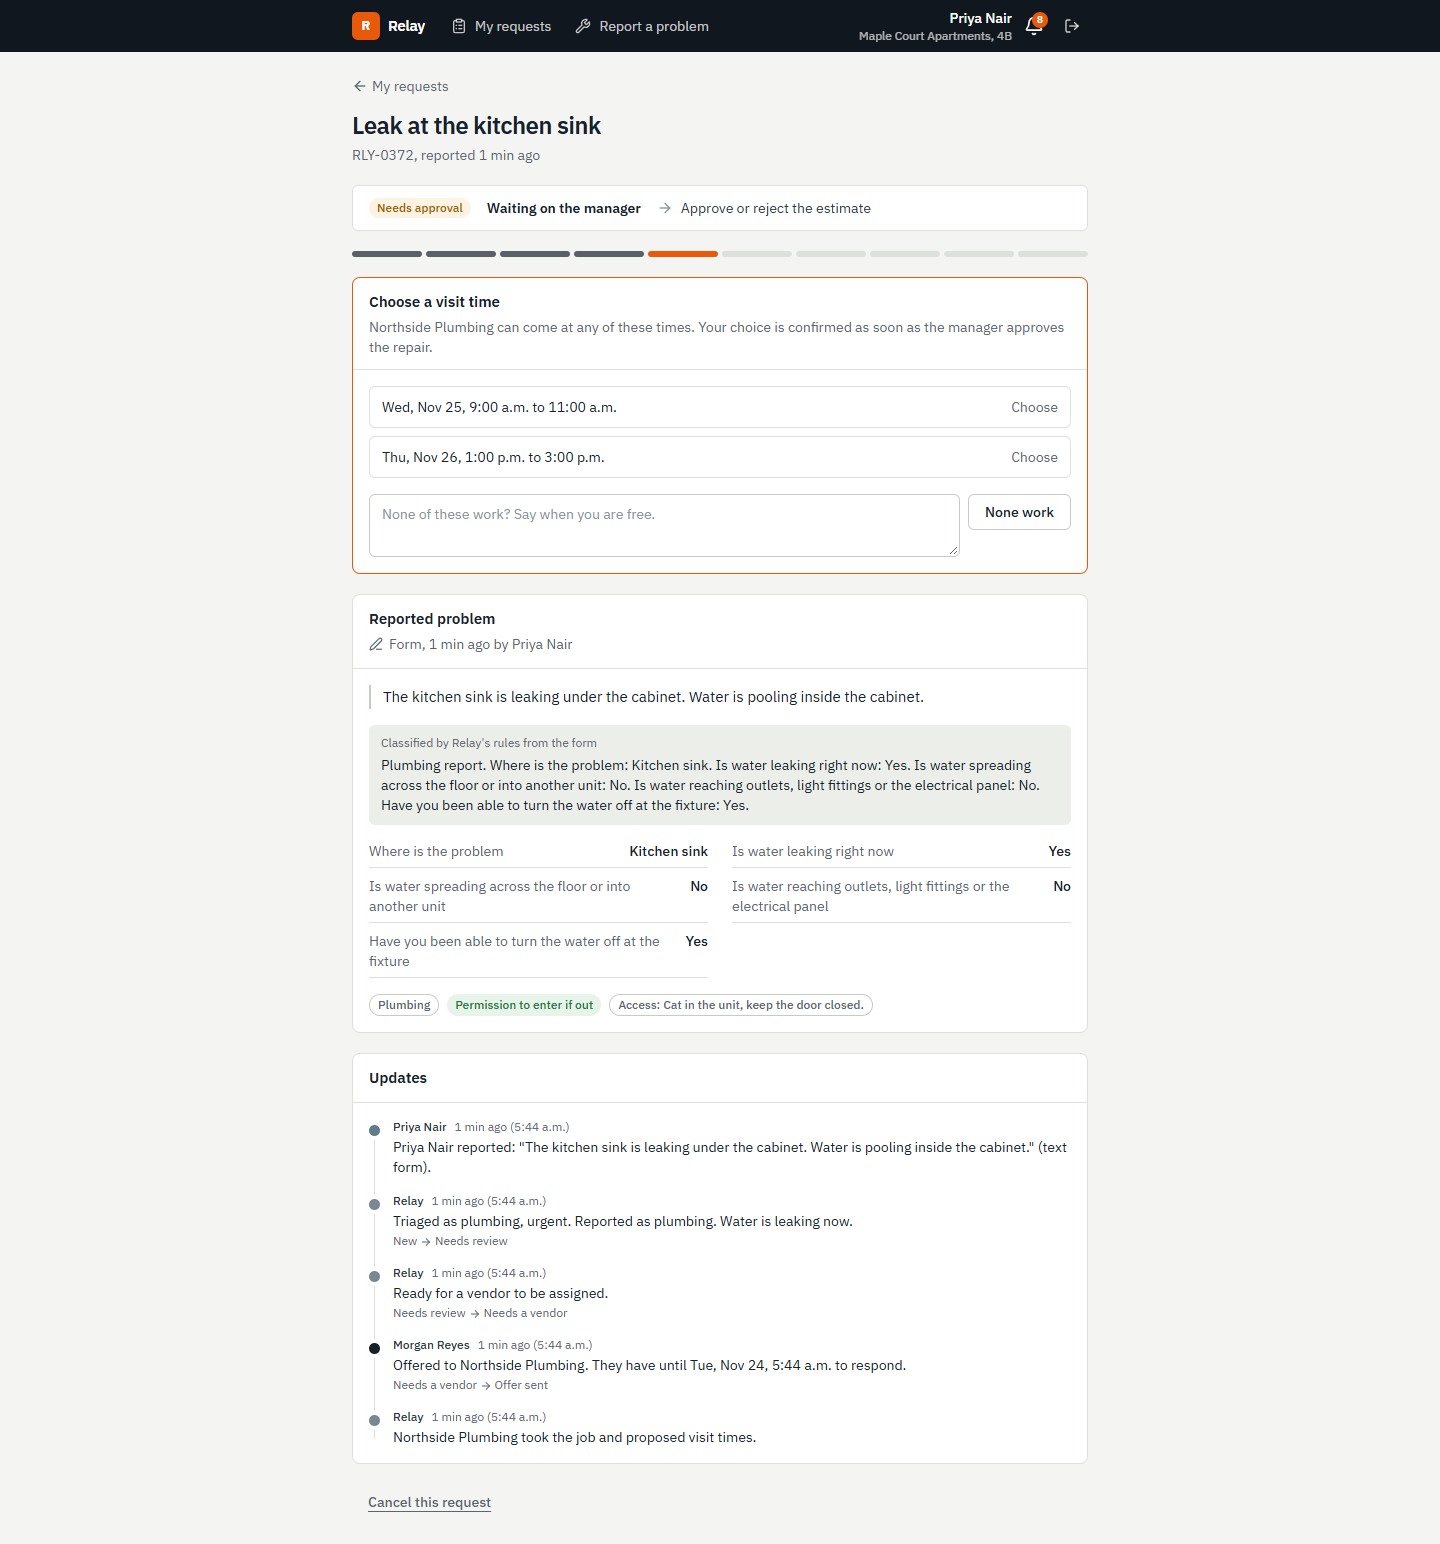 R Relay My requests Report a problem Priya Nair 8
Maple Court Apartments, 4B
My requests
Leak at the kitchen sink
RLY-0372, reported 1 min ago
Needs approval Waiting on the manager → Approve or reject the estimate
Choose a visit time
Northside Plumbing can come at any of these times. Your choice is confirmed as soon as the manager approves
the repair.
Wed, Nov 25, 9:00 a.m. to 11:00 a.m. Choose
Thu, Nov 26, 1:00 p.m. to 3:00 p.m. Choose
None of these work? Say when you are free. None work
Reported problem
Form, 1 min ago by Priya Nair
The kitchen sink is leaking under the cabinet. Water is pooling inside the cabinet.
Classified by Relay's rules from the form
Plumbing report. Where is the problem: Kitchen sink. Is water leaking right now: Yes. Is water spreading
across the floor or into another unit: No. Is water reaching outlets, light fittings or the electrical panel: No.
Have you been able to turn the water off at the fixture: Yes.
Where is the problem Kitchen sink Is water leaking right now Yes
Is water spreading across the floor or into No Is water reaching outlets, light fittings or the No
another unit electrical panel
Have you been able to turn the water off at the Yes
fixture
Plumbing Permission to enter if out Access: Cat in the unit, keep the door closed.
Updates
Priya Nair 1 min ago (5:44 a.m.)
Priya Nair reported: "The kitchen sink is leaking under the cabinet. Water is pooling inside the cabinet." (text
form).
Relay 1 min ago (5:44 a.m.)
Triaged as plumbing, urgent. Reported as plumbing. Water is leaking now.
New → Needs review
Relay 1 min ago (5:44 a.m.)
Ready for a vendor to be assigned.
Needs review → Needs a vendor
Morgan Reyes 1 min ago (5:44 a.m.)
Offered to Northside Plumbing. They have until Tue, Nov 24, 5:44 a.m. to respond.
Needs a vendor → Offer sent
Relay 1 min ago (5:44 a.m.)
Northside Plumbing took the job and proposed visit times.
Cancel this request